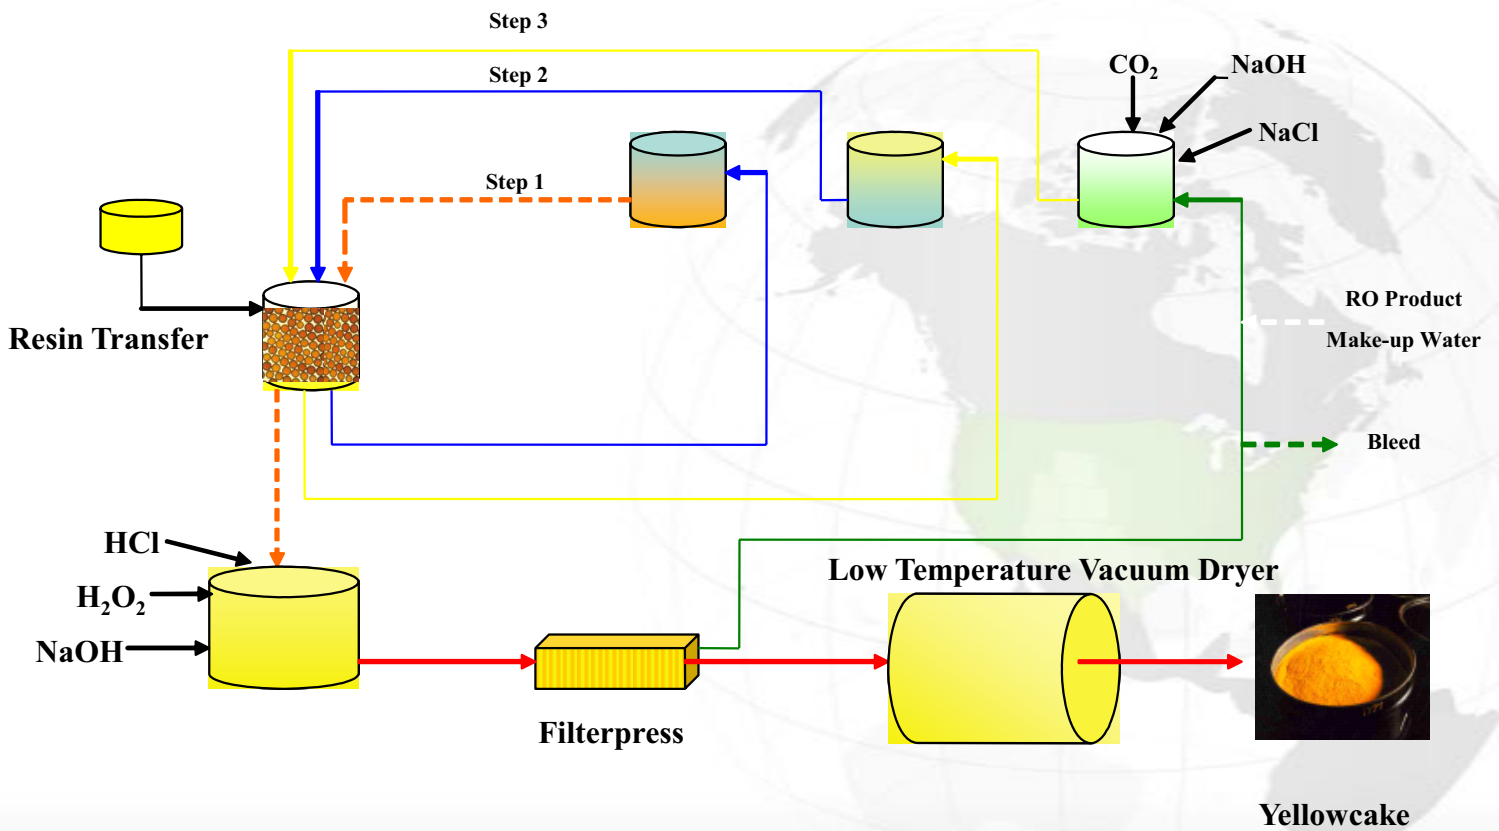 Step 3
Step 2
CO₂
NaOH
NaCl
Step 1
RO Product
Make-up Water
Resin Transfer
Bleed
HCl
H₂O₂
NaOH
Low Temperature Vacuum Dryer
Filterpress
Yellowcake